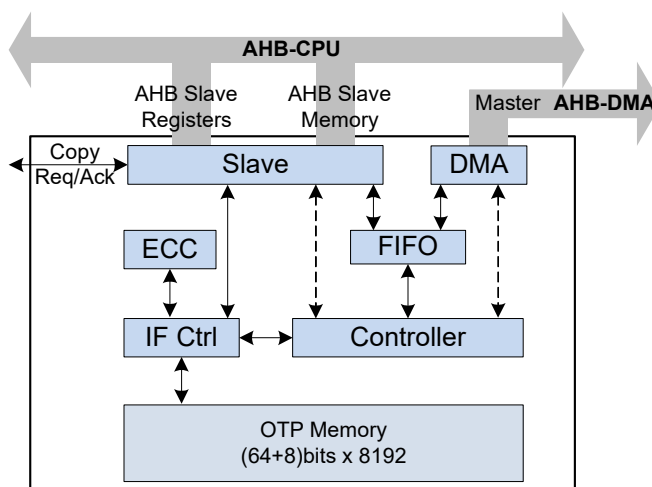 AHB-CPU
AHB Slave
Registers
AHB Slave
Memory
Master AHB-DMA
Copy
Req/Ack
Slave
DMA
ECC
FIFO
IF Ctrl
Controller
OTP Memory
(64+8)bits x 8192